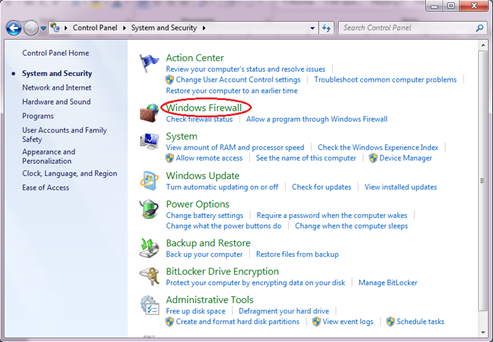 Control Panel ▸ System and Security ▸
Search Control Panel
Control Panel Home
System and Security
Network and Internet
Hardware and Sound
Programs
User Accounts and Family
Safety
Appearance and
Personalization
Clock, Language, and Region
Ease of Access
Action Center
Review your computer's status and resolve issues
Change User Account Control settings
Troubleshoot common computer problems
Restore your computer to an earlier time
Windows Firewall
Check firewall status
Allow a program through Windows Firewall
System
View amount of RAM and processor speed
Check the Windows Experience Index
Allow remote access
See the name of this computer
Device Manager
Windows Update
Turn automatic updating on or off
Check for updates
View installed updates
Power Options
Change battery settings
Require a password when the computer wakes
Change what the power buttons do
Change when the computer sleeps
Backup and Restore
Back up your computer
Restore files from backup
BitLocker Drive Encryption
Protect your computer by encrypting data on your disk
Manage BitLocker
Administrative Tools
Free up disk space
Defragment your hard drive
Create and format hard disk partitions
View event logs
Schedule tasks